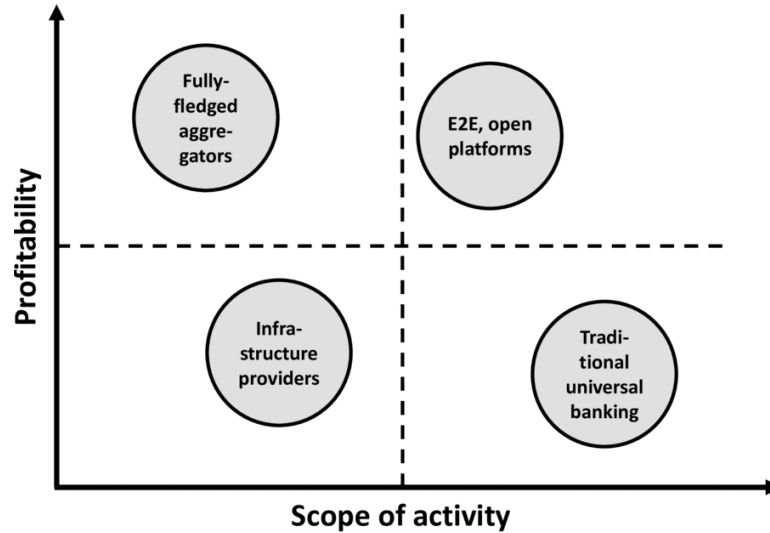 Fully-
fledged
aggre-
gators
E2E, open
platforms
Profitability
Infra-
structure
providers
Tradi-
tional
universal
banking
Scope of activity